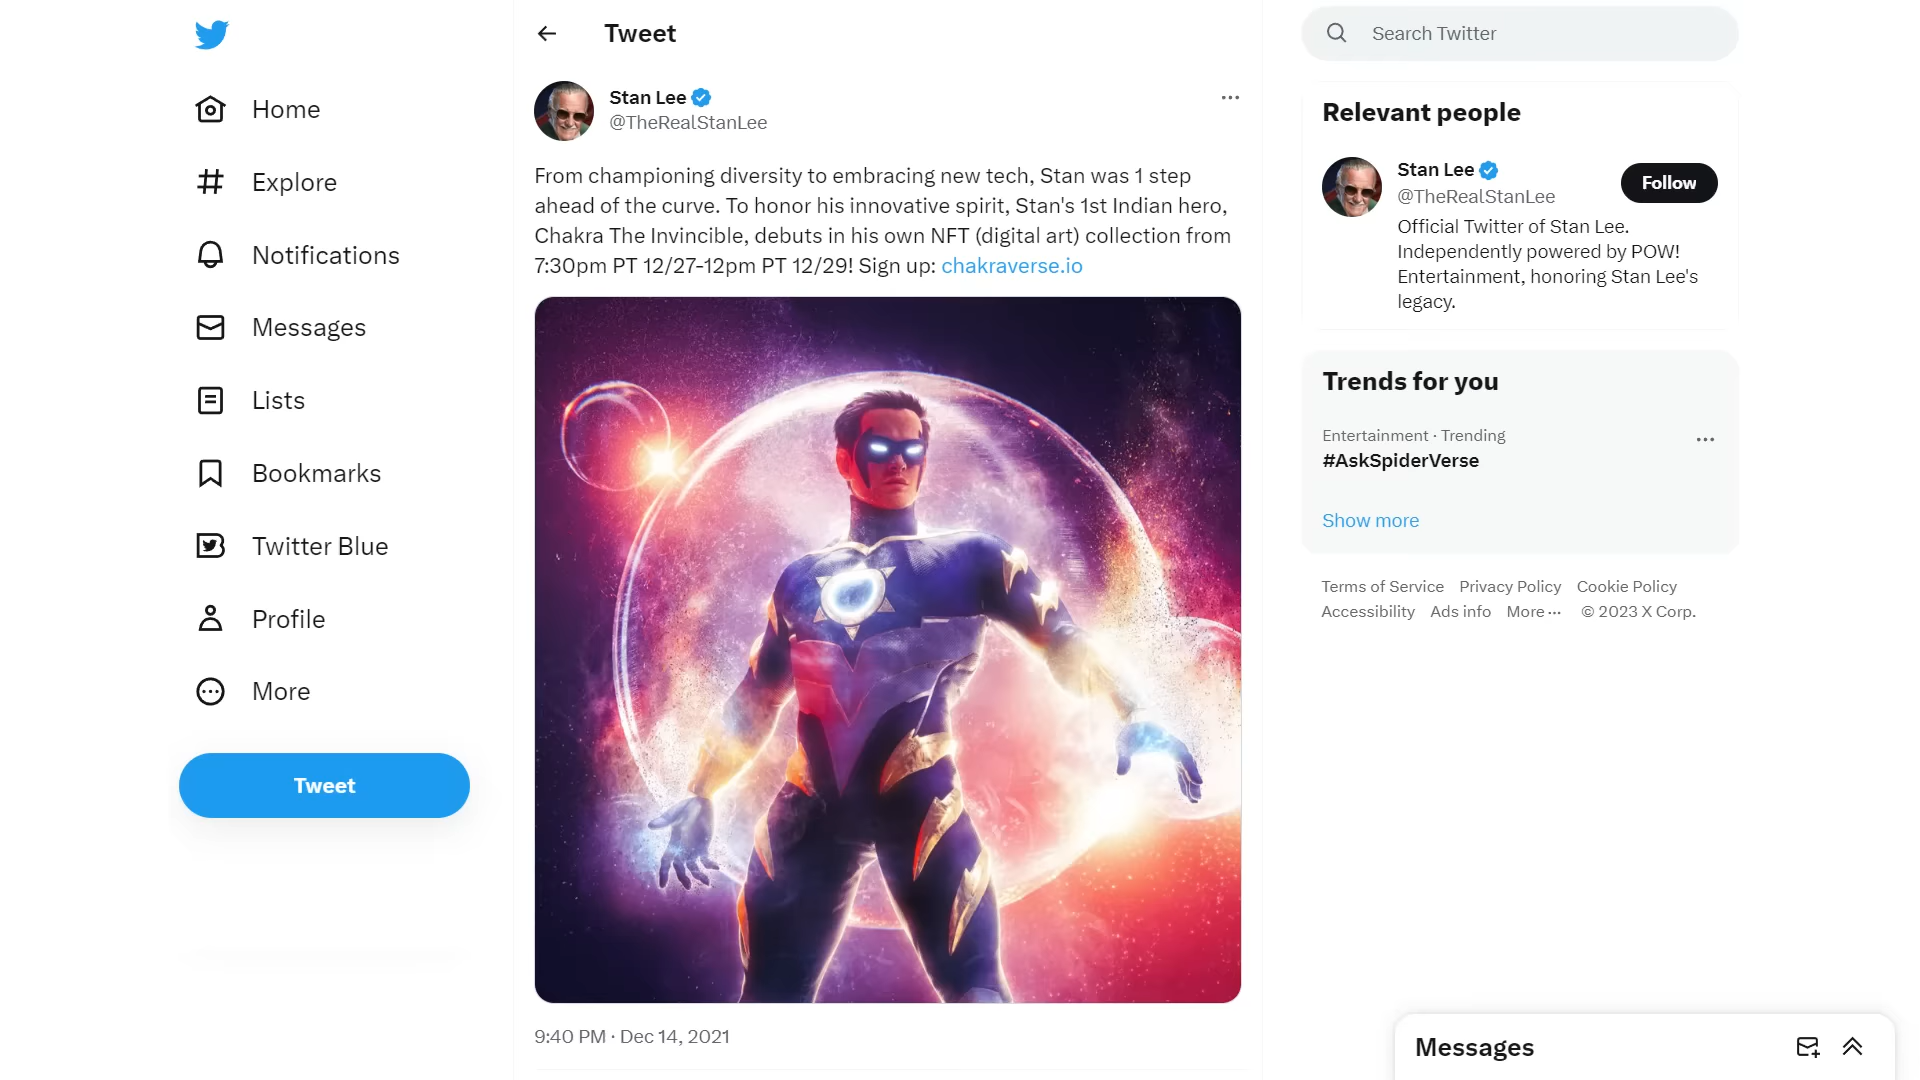 Home
Explore
Notifications
Messages
Lists
Bookmarks
Twitter Blue
Profile
More
Tweet
Tweet
Stan Lee
@TheRealStanLee
From championing diversity to embracing new tech, Stan was 1 step
ahead of the curve. To honor his innovative spirit, Stan's 1st Indian hero,
Chakra The Invincible, debuts in his own NFT (digital art) collection from
7:30pm PT 12/27-12pm PT 12/29! Sign up: chakraverse.io
9:40 PM · Dec 14, 2021
Search Twitter
Relevant people
Stan Lee
@TheRealStanLee
Follow
Official Twitter of Stan Lee.
Independently powered by POW!
Entertainment, honoring Stan Lee's
legacy.
Trends for you
Entertainment · Trending
#AskSpiderVerse
Show more
Terms of Service Privacy Policy Cookie Policy
Accessibility Ads info More ··· © 2023 X Corp.
Messages